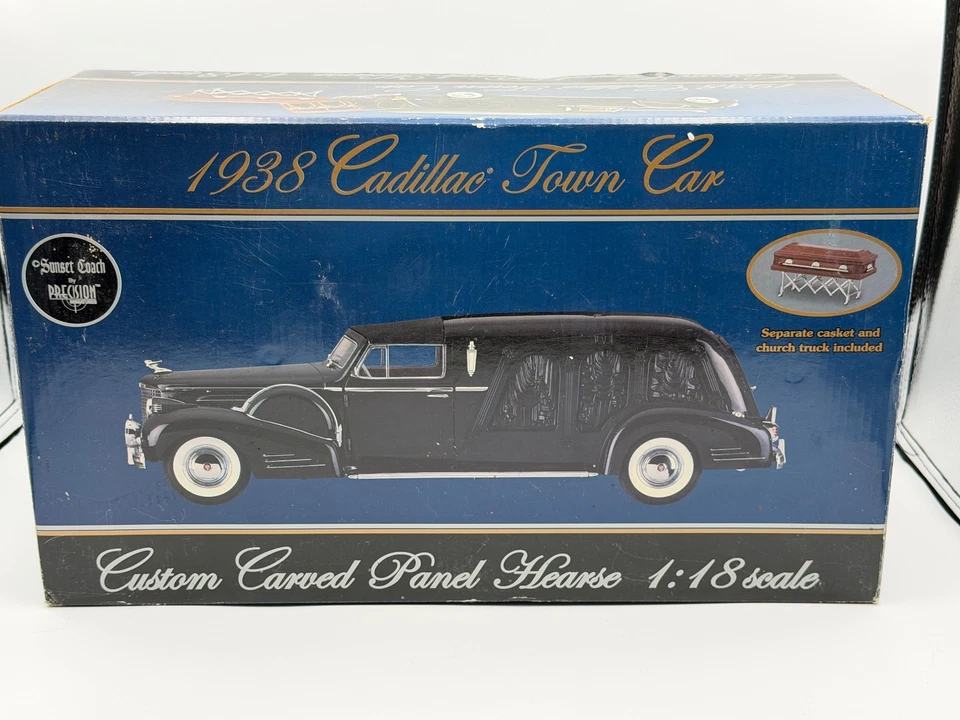 1938 Cadillac® Town Car
©Sunset Coach
By
PRECISION™
Separate casket and
church truck included
Custom Carved Panel Hearse 1:18 scale